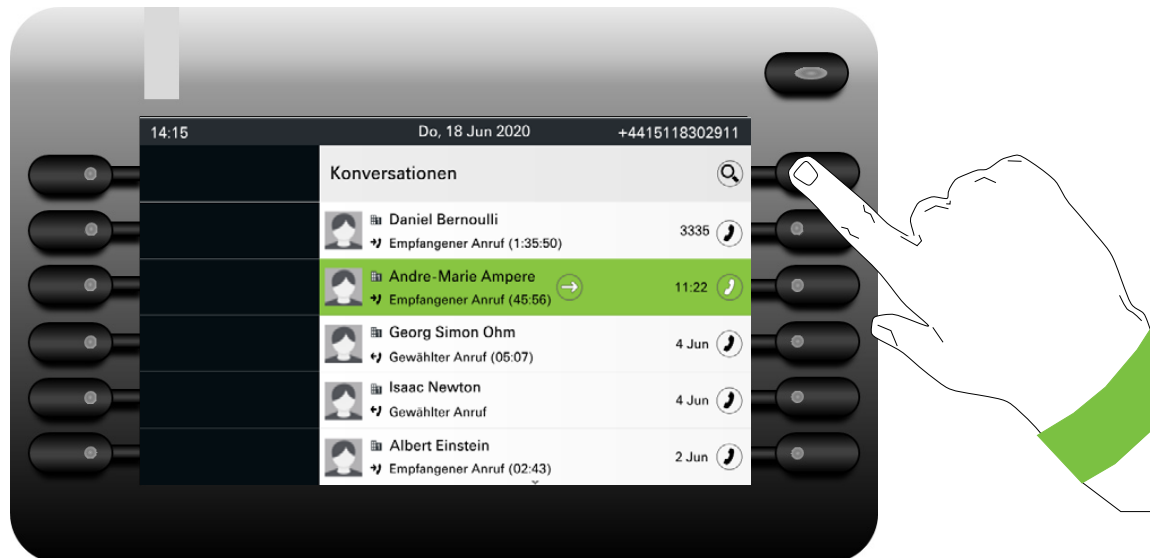 14:15 Do, 18 Jun 2020 +4415118302911
Konversationen
Daniel Bernoulli
Empfangener Anruf (1:35:50) 3335
Andre-Marie Ampere
Empfangener Anruf (45:56) 11:22
Georg Simon Ohm
Gewählter Anruf (05:07) 4 Jun
Isaac Newton
Gewählter Anruf 4 Jun
Albert Einstein
Empfangener Anruf (02:43) 2 Jun